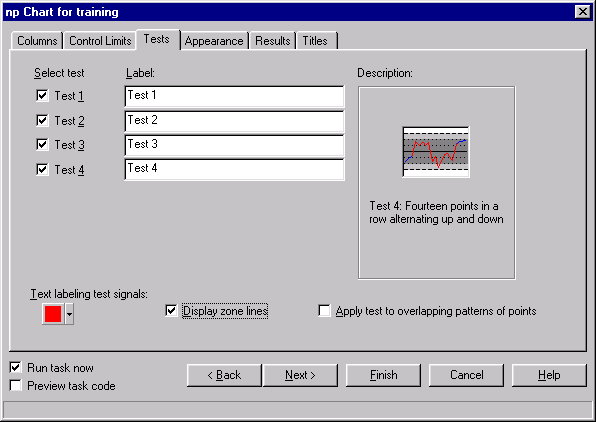 np Chart for training
Columns Control Limits Tests Appearance Results Titles
Select test Label: Description:
Test 1 Test 1
Test 2 Test 2
Test 3 Test 3
Test 4 Test 4
Test 4: Fourteen points in a
row alternating up and down
Text labeling test signals:
Display zone lines Apply test to overlapping patterns of points
Run task now
Preview task code
< Back Next > Finish Cancel Help